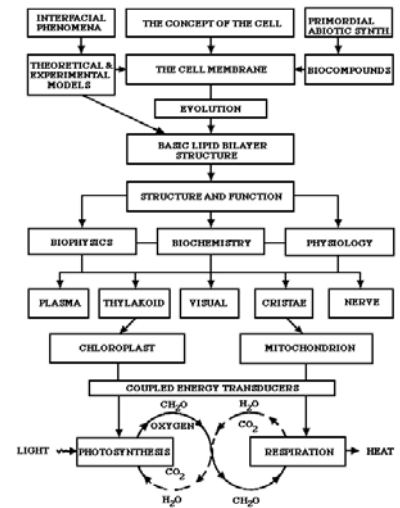 INTERFACIAL
PHENOMENA
THE CONCEPT OF THE CELL
PRIMORDIAL
ABIOTIC SYNTH.
THEORETICAL &
EXPERIMENTAL
MODELS
THE CELL MEMBRANE
BIOCOMPOUNDS
EVOLUTION
BASIC LIPID BILAYER
STRUCTURE
STRUCTURE AND FUNCTION
BIOPHYSICS
BIOCHEMISTRY
PHYSIOLOGY
PLASMA
THYLAKOID
VISUAL
CRISTAE
NERVE
CHLOROPLAST
MITOCHONDRION
COUPLED ENERGY TRANSDUCERS
CH₂O
H₂O
OXYGEN
CO₂
LIGHT
PHOTOSYNTHESIS
RESPIRATION
HEAT
CO₂
H₂O
CH₂O